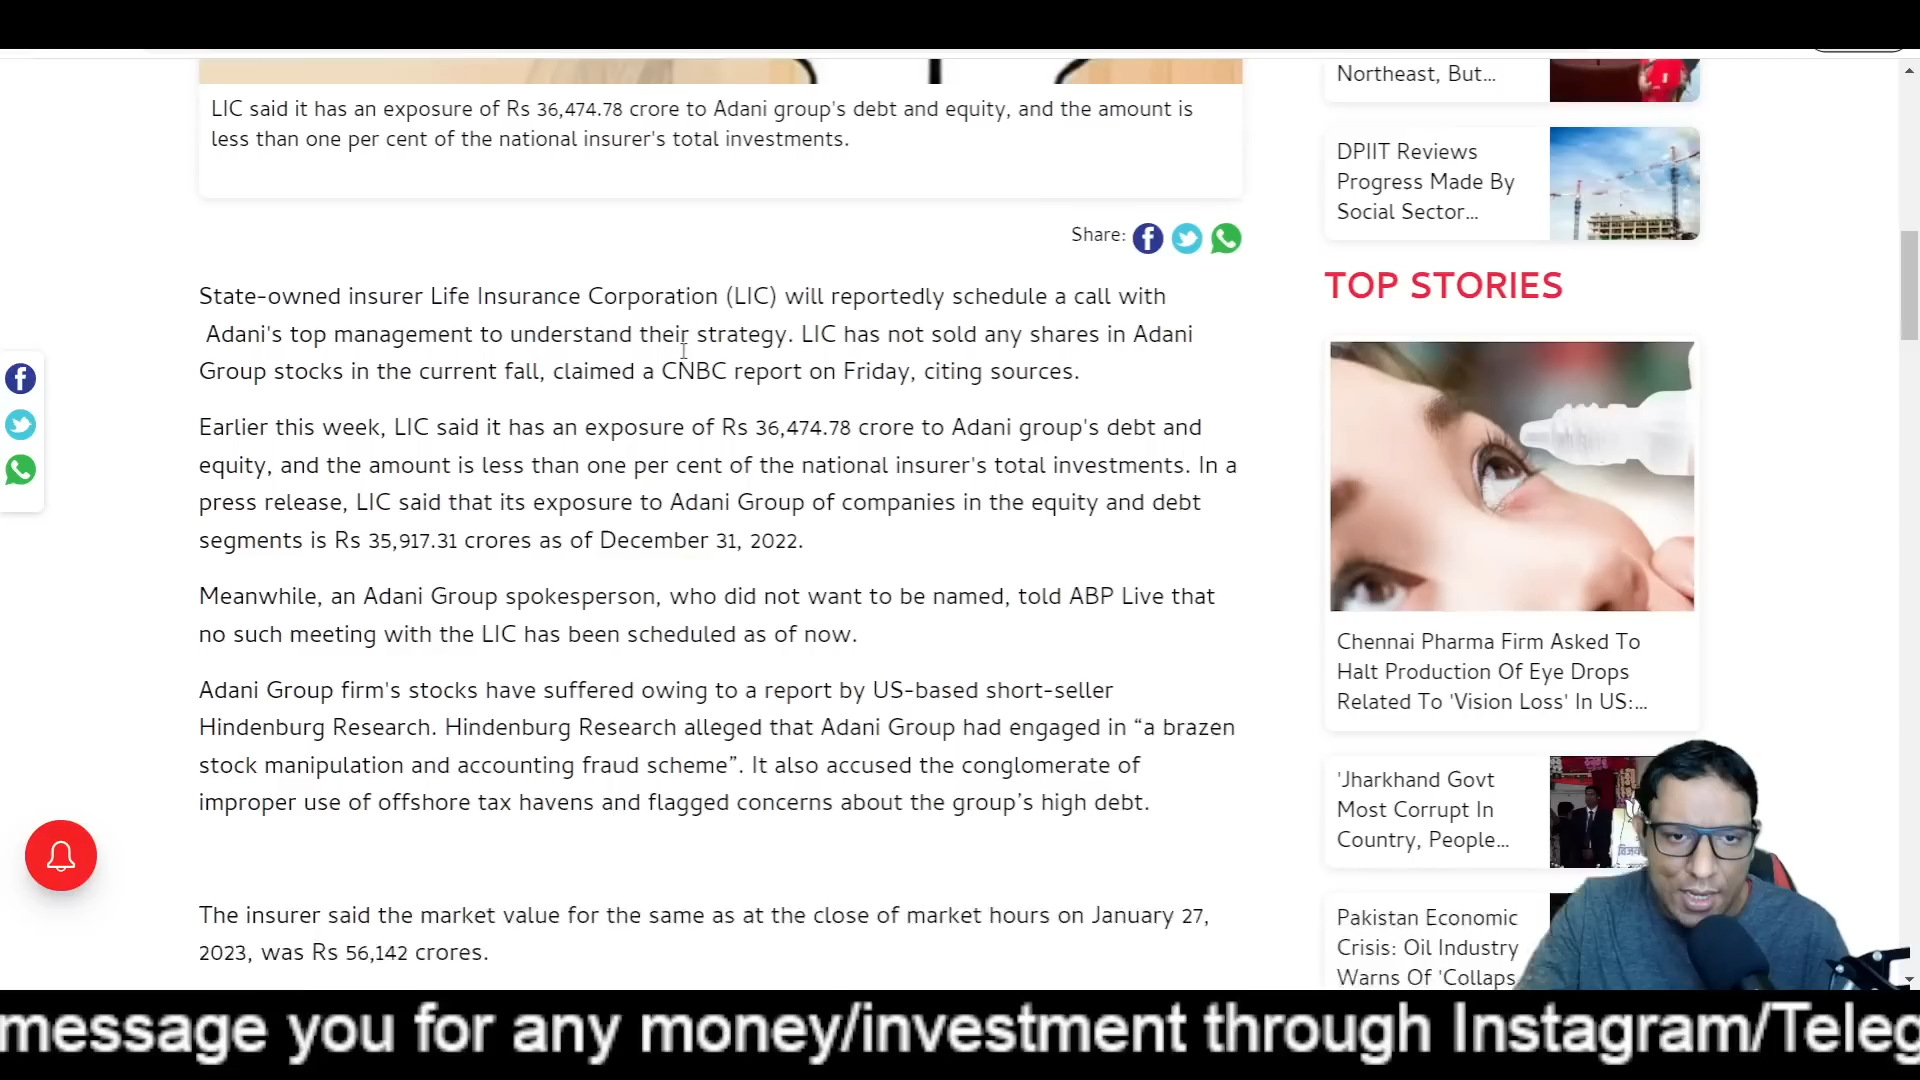 LIC said it has an exposure of Rs 36,474.78 crore to Adani group's debt and equity, and the amount is
less than one per cent of the national insurer's total investments.
Share:
State-owned insurer Life Insurance Corporation (LIC) will reportedly schedule a call with
Adani's top management to understand their strategy. LIC has not sold any shares in Adani
Group stocks in the current fall, claimed a CNBC report on Friday, citing sources.
Earlier this week, LIC said it has an exposure of Rs 36,474.78 crore to Adani group's debt and
equity, and the amount is less than one per cent of the national insurer's total investments. In a
press release, LIC said that its exposure to Adani Group of companies in the equity and debt
segments is Rs 35,917.31 crores as of December 31, 2022.
Meanwhile, an Adani Group spokesperson, who did not want to be named, told ABP Live that
no such meeting with the LIC has been scheduled as of now.
Adani Group firm's stocks have suffered owing to a report by US-based short-seller
Hindenburg Research. Hindenburg Research alleged that Adani Group had engaged in “a brazen
stock manipulation and accounting fraud scheme”. It also accused the conglomerate of
improper use of offshore tax havens and flagged concerns about the group’s high debt.
The insurer said the market value for the same as at the close of market hours on January 27,
2023, was Rs 56,142 crores.
Northeast, But...
DPIIT Reviews
Progress Made By
Social Sector...
TOP STORIES
Chennai Pharma Firm Asked To
Halt Production Of Eye Drops
Related To 'Vision Loss' In US:...
'Jharkhand Govt
Most Corrupt In
Country, People...
Pakistan Economic
Crisis: Oil Industry
Warns Of 'Collaps
message you for any money/investment through Instagram/Teleg